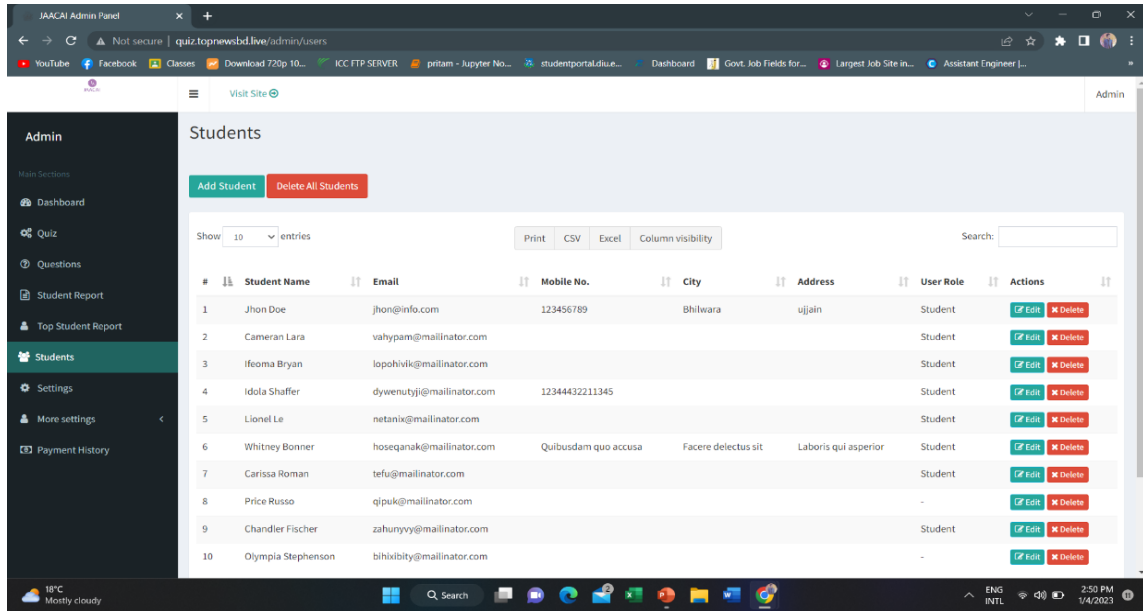 JAACAI Admin Panel
Not secure | quiz.topnewsbd.live/admin/users
YouTube Facebook Classes Download 720p 10... ICC FTP SERVER pritam - Jupyter No... studentportal.diu.e... Dashboard Govt. Job Fields for... Largest Job Site in... Assistant Engineer |...
JAACAI
Visit Site
Admin
Admin
Main Sections
Dashboard
Quiz
Questions
Student Report
Top Student Report
Students
Settings
More settings
Payment History
Students
Add Student Delete All Students
Show 10 entries Print CSV Excel Column visibility Search:
# Student Name Email Mobile No. City Address User Role Actions
1 Jhon Doe jhon@info.com 123456789 Bhilwara ujjain Student Edit Delete
2 Cameran Lara vahypam@mailinator.com Student Edit Delete
3 Ifeoma Bryan lopohivik@mailinator.com Student Edit Delete
4 Idola Shaffer dywenutyji@mailinator.com 12344432211345 Student Edit Delete
5 Lionel Le netanix@mailinator.com Student Edit Delete
6 Whitney Bonner hoseqanak@mailinator.com Quibusdam quo accusa Facere delectus sit Laboris qui asperior Student Edit Delete
7 Carissa Roman tefu@mailinator.com Student Edit Delete
8 Price Russo qipuk@mailinator.com - Edit Delete
9 Chandler Fischer zahunyvy@mailinator.com Student Edit Delete
10 Olympia Stephenson bihixibity@mailinator.com - Edit Delete
18°C
Mostly cloudy
Search
2
ENG
INTL
2:50 PM
1/4/2023
11